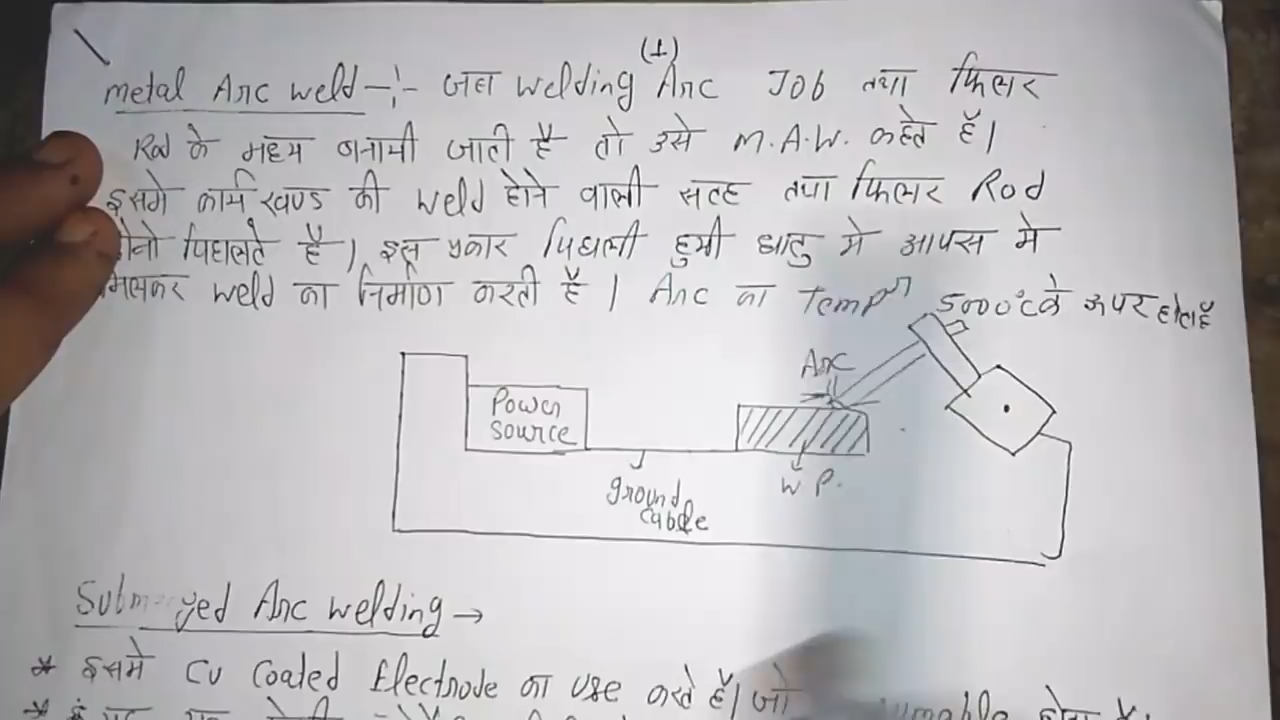 (1)
Metal Arc weld -:- जब welding Arc Job तथा फिलर
Rod के मध्य बनायी जाती है तो उसे M.A.W. कहते हैं।
इसमे कार्य खण्ड की weld होने वाली सतह तथा फिलर Rod
पिघलते है। इस प्रकार पिघली हुयी धातु मे आपस मे
मिलकर weld का निर्माण करती है। Arc का Tempʳ 5000°C के ऊपर होता है
Arc
Power
source
ground
cable
W P.
Submerged Arc welding →
* इसमे Cu Coated Electrode का use करते हैं। जो